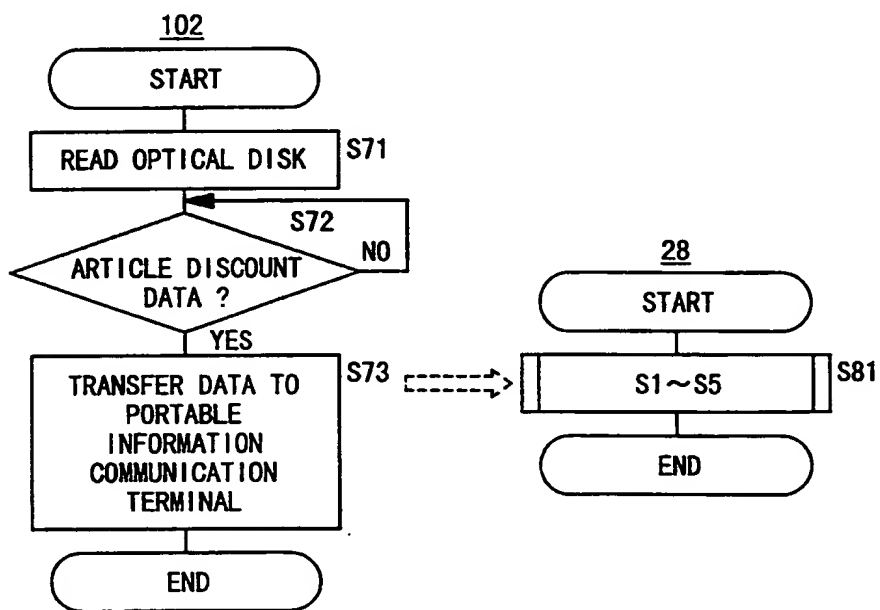 102
START
READ OPTICAL DISK
S71
S72
ARTICLE DISCOUNT
DATA ?
NO
YES
TRANSFER DATA TO
PORTABLE
INFORMATION
COMMUNICATION
TERMINAL
S73
END
28
START
S1～S5
S81
END